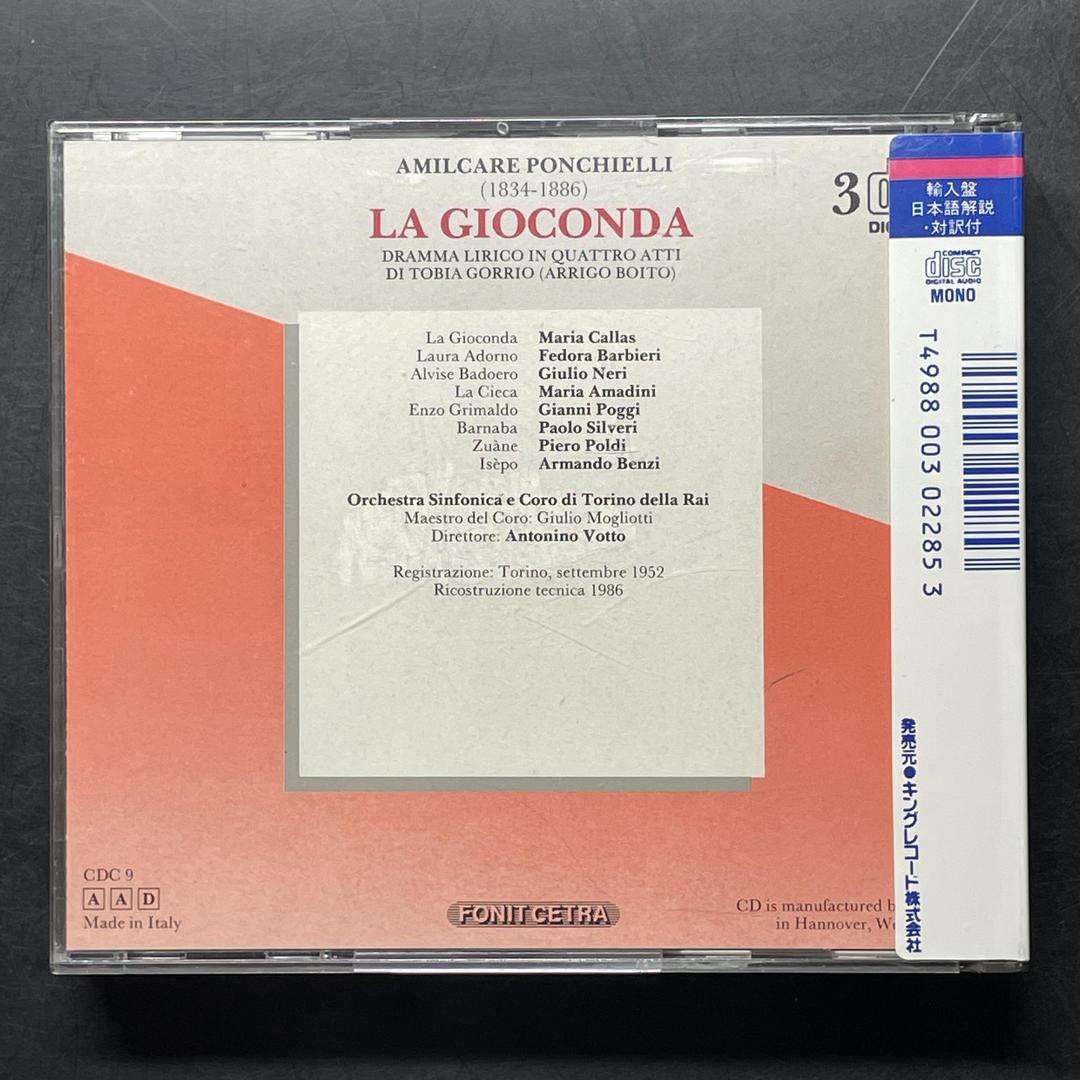 AMILCARE PONCHIELLI
(1834-1886)
LA GIOCONDA
DRAMMA LIRICO IN QUATTRO ATTI
DI TOBIA GORRIO (ARRIGO BOITO)
3
La Gioconda Maria Callas
Laura Adorno Fedora Barbieri
Alvise Badoero Giulio Neri
La Cieca Maria Amadini
Enzo Grimaldo Gianni Poggi
Barnaba Paolo Silveri
Zuàne Piero Poldi
Isèpo Armando Benzi
Orchestra Sinfonica e Coro di Torino della Rai
Maestro del Coro: Giulio Mogliotti
Direttore: Antonino Votto
Registrazione: Torino, settembre 1952
Ricostruzione tecnica 1986
CDC 9
A A D
Made in Italy
FONIT CETRA
CD is manufactured
in Hannover,
輸入盤
日本語解説
・対訳付
COMPACT
disc
DIGITAL AUDIO
MONO
T4988 003 02285 3
発売元●キングレコード株式会社